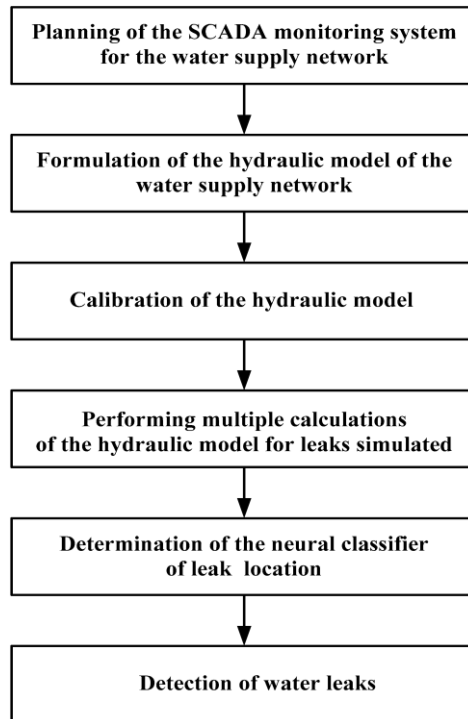 Planning of the SCADA monitoring system
for the water supply network
Formulation of the hydraulic model of the
water supply network
Calibration of the hydraulic model
Performing multiple calculations
of the hydraulic model for leaks simulated
Determination of the neural classifier
of leak location
Detection of water leaks